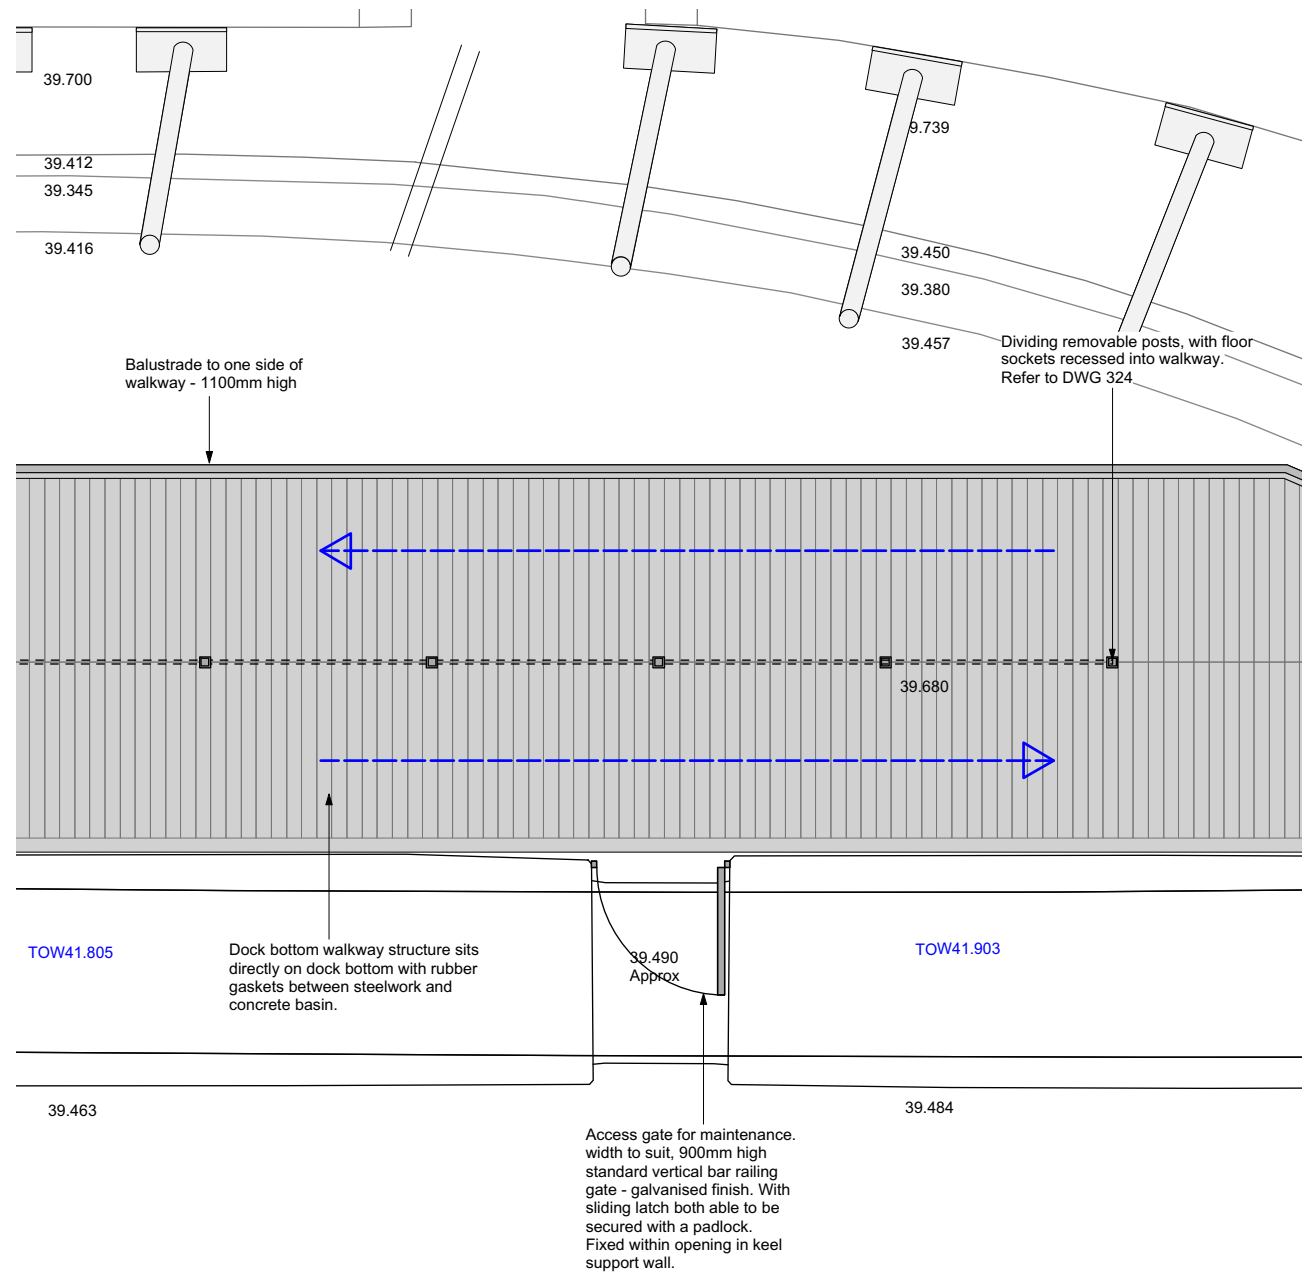 39.700
9.739
39.412
39.345
39.416
39.450
39.380
39.457
Dividing removable posts, with floor
sockets recessed into walkway.
Refer to DWG 324
Balustrade to one side of
walkway - 1100mm high
39.680
TOW41.805
Dock bottom walkway structure sits
directly on dock bottom with rubber
gaskets between steelwork and
concrete basin.
39.490
Approx
TOW41.903
39.463
39.484
Access gate for maintenance.
width to suit, 900mm high
standard vertical bar railing
gate - galvanised finish. With
sliding latch both able to be
secured with a padlock.
Fixed within opening in keel
support wall.